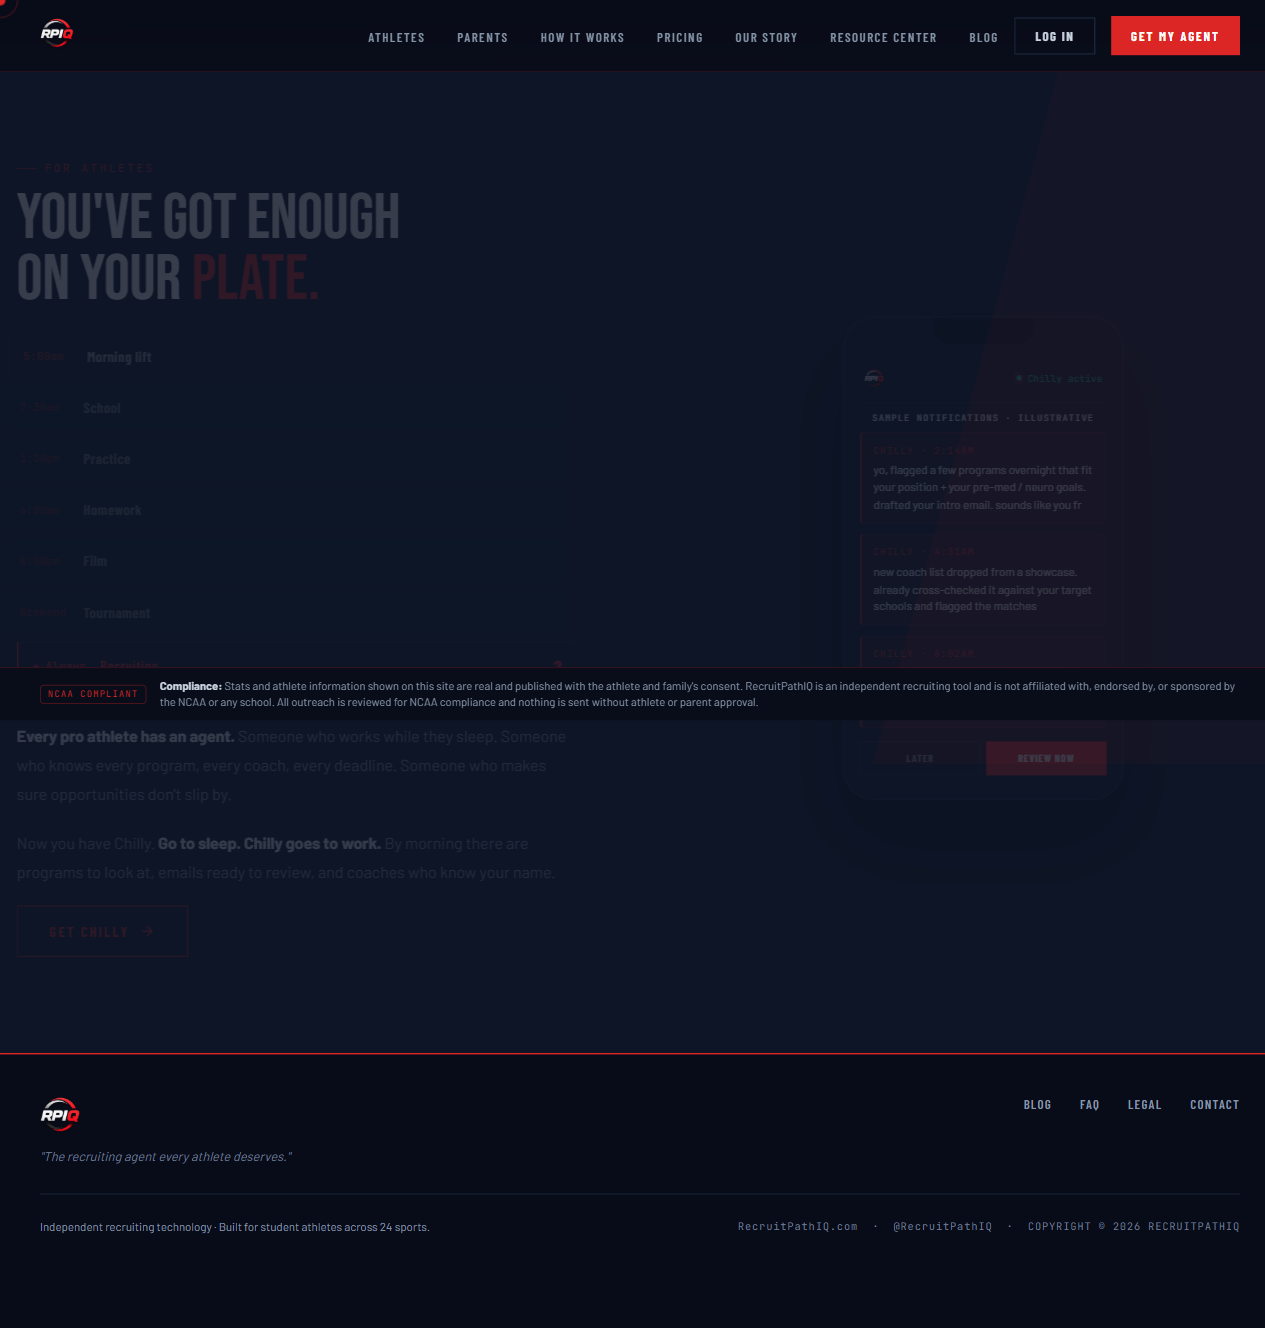 RPIQ
ATHLETES PARENTS HOW IT WORKS PRICING OUR STORY RESOURCE CENTER BLOG LOG IN GET MY AGENT
FOR ATHLETES
YOU'VE GOT ENOUGH
ON YOUR PLATE.
Morning lift
School
Practice
Homework
Film
Tournament
Always Recruiting ?
RPIQ Chilly active
SAMPLE NOTIFICATIONS - ILLUSTRATIVE
CHILLY
yo, flagged a few programs overnight that fit
your position + your pre-med / neuro goals.
drafted your intro email. sounds like you fr
CHILLY
new coach list dropped from a showcase.
already cross-checked it against your target
schools and flagged the matches
CHILLY
NCAA COMPLIANT
Compliance: Stats and athlete information shown on this site are real and published with the athlete and family's consent. RecruitPathIQ is an independent recruiting tool and is not affiliated with, endorsed by, or sponsored by
the NCAA or any school. All outreach is reviewed for NCAA compliance and nothing is sent without athlete or parent approval.
LATER REVIEW NOW
Every pro athlete has an agent. Someone who works while they sleep. Someone
who knows every program, every coach, every deadline. Someone who makes
sure opportunities don't slip by.
Now you have Chilly. Go to sleep. Chilly goes to work. By morning there are
programs to look at, emails ready to review, and coaches who know your name.
GET CHILLY →
RPIQ
BLOG FAQ LEGAL CONTACT
"The recruiting agent every athlete deserves."
Independent recruiting technology · Built for student athletes across 24 sports.
RecruitPathIQ.com · @RecruitPathIQ · COPYRIGHT © 2026 RECRUITPATHIQ